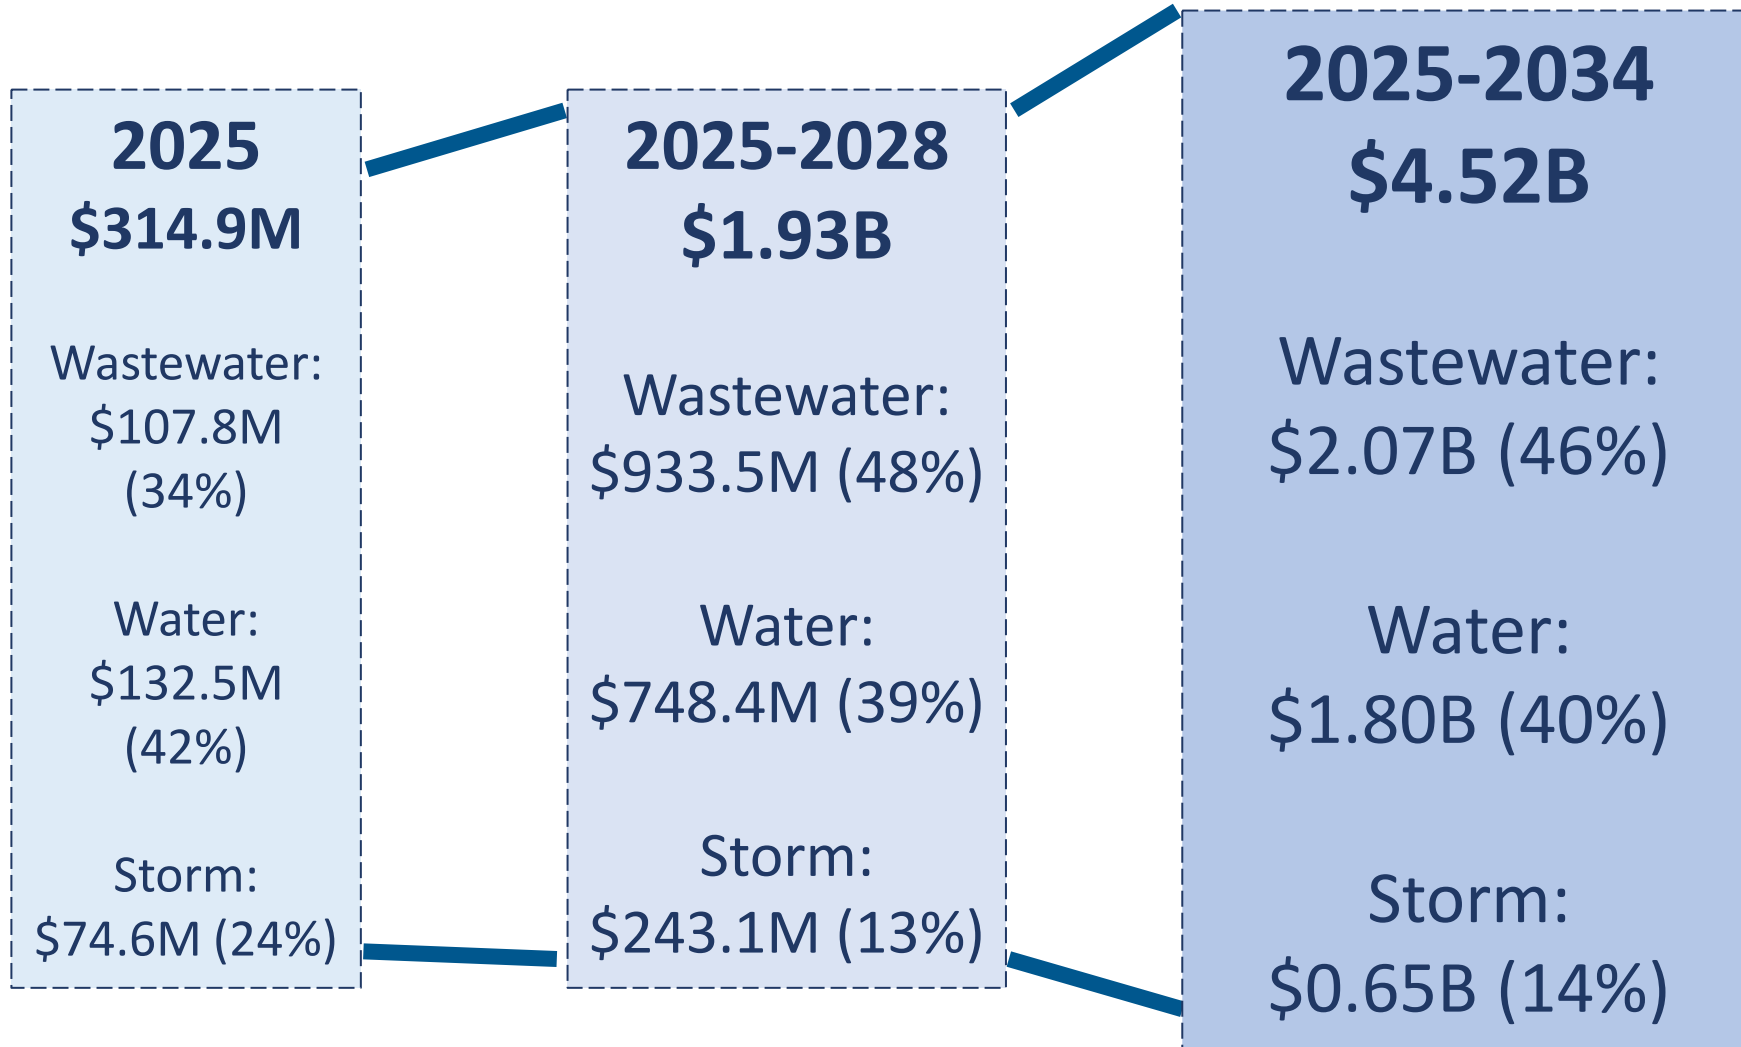 2025
$314.9M
Wastewater:
$107.8M
(34%)
Water:
$132.5M
(42%)
Storm:
$74.6M (24%)
2025-2028
$1.93B
Wastewater:
$933.5M (48%)
Water:
$748.4M (39%)
Storm:
$243.1M (13%)
2025-2034
$4.52B
Wastewater:
$2.07B (46%)
Water:
$1.80B (40%)
Storm:
$0.65B (14%)